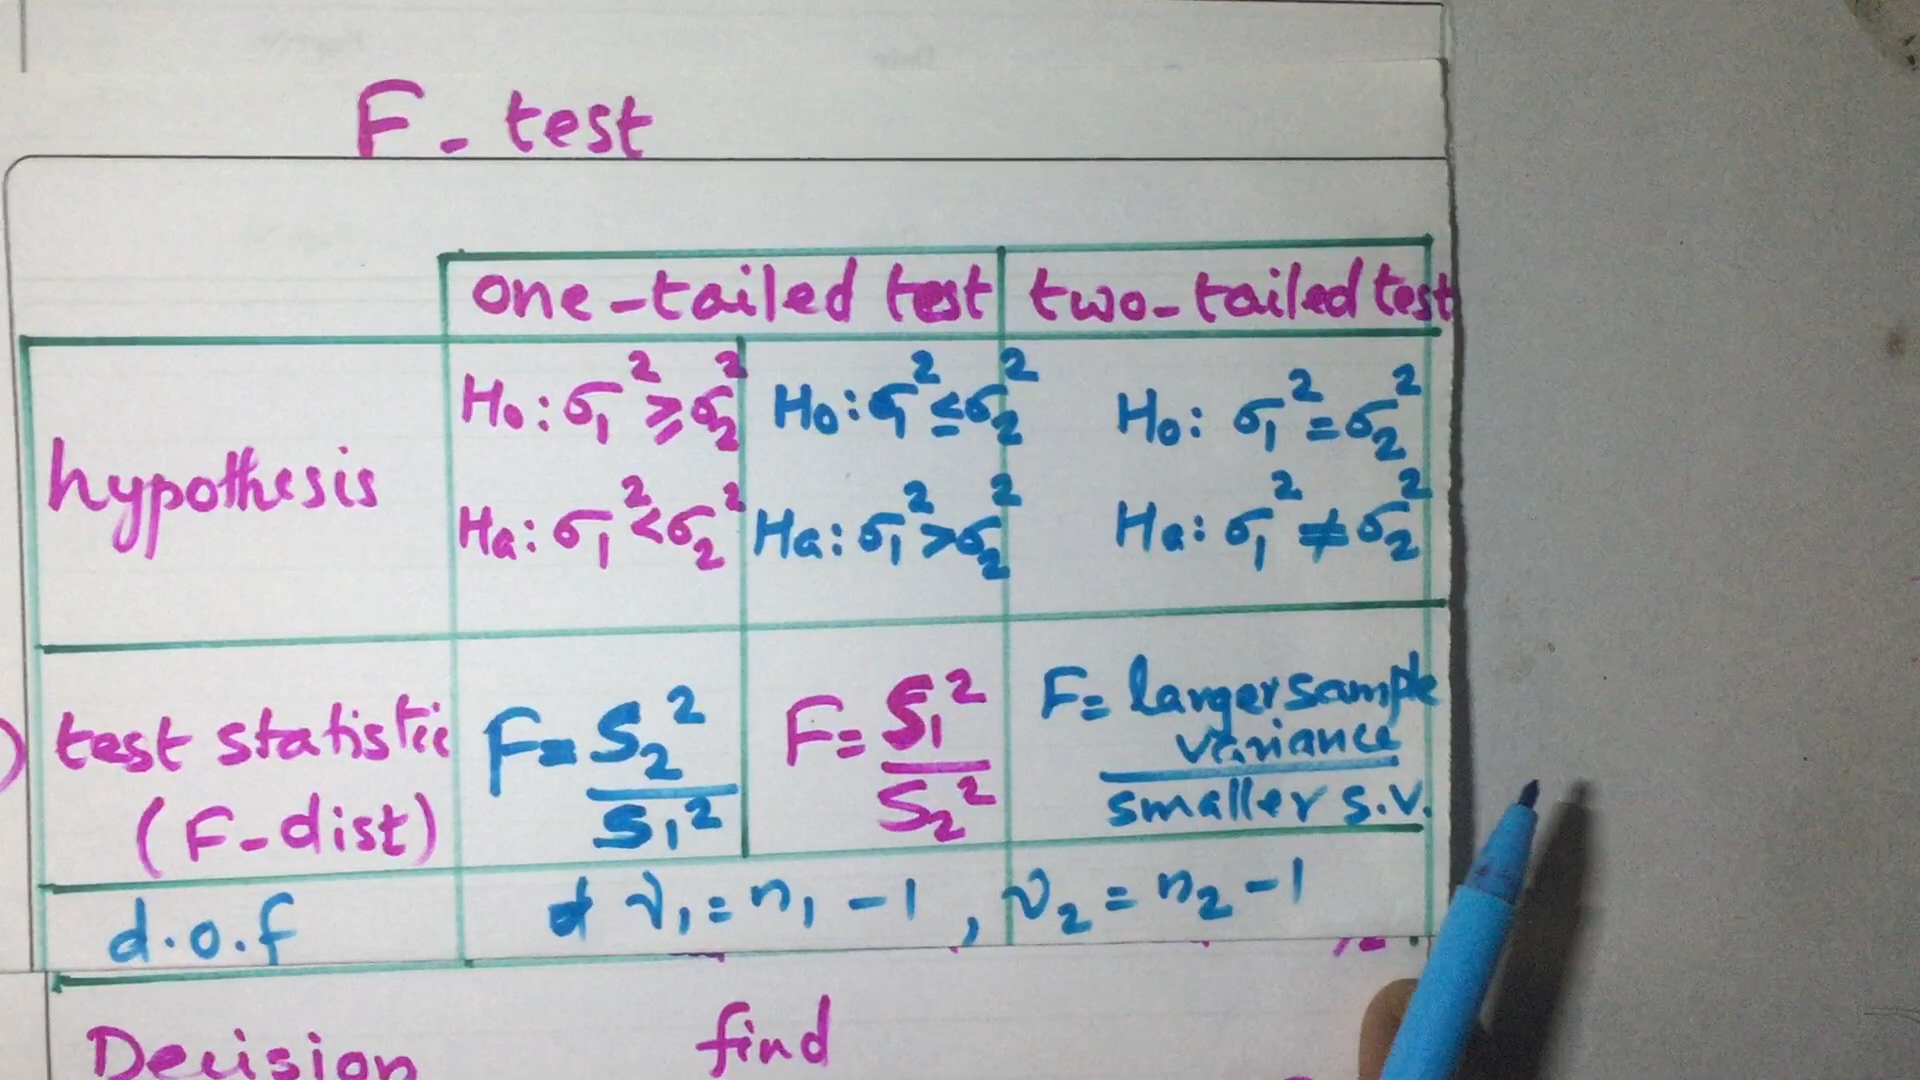 F - test
one-tailed test
two-tailed test
hypothesis
H₀: σ₁² ≥ σ₂²
Hₐ: σ₁² < σ₂²
H₀: σ₁² ≤ σ₂²
Hₐ: σ₁² > σ₂²
H₀: σ₁² = σ₂²
Hₐ: σ₁² ≠ σ₂²
test statistic
(F-dist)
F = S₂² / S₁²
F = S₁² / S₂²
F = larger sample
variance
smaller s.v.
d.o.f
ν₁ = n₁ - 1 , ν₂ = n₂ - 1
Decision
find